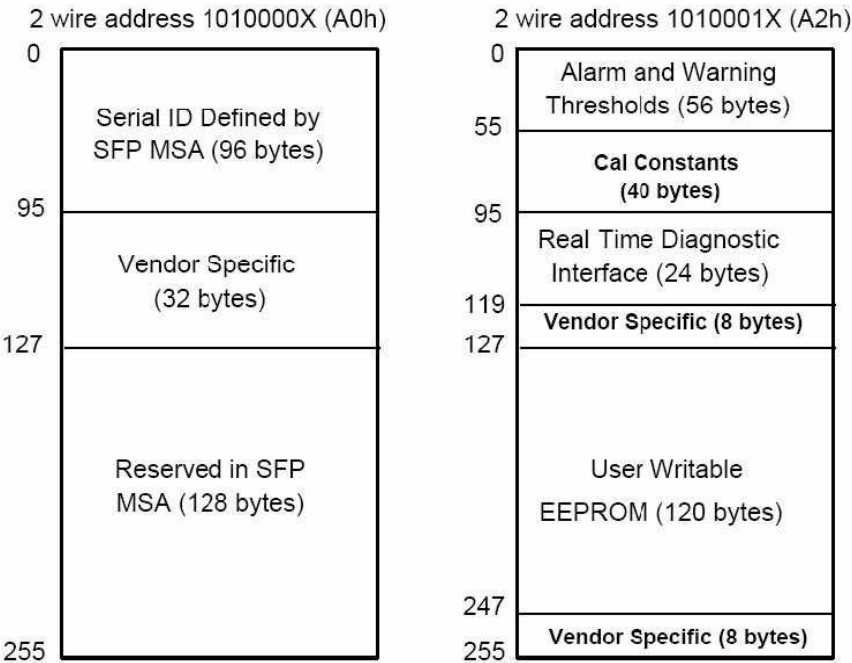 2 wire address 1010000X (A0h)
0
Serial ID Defined by
SFP MSA (96 bytes)
95
Vendor Specific
(32 bytes)
127
Reserved in SFP
MSA (128 bytes)
255
2 wire address 1010001X (A2h)
0
Alarm and Warning
Thresholds (56 bytes)
55
Cal Constants
(40 bytes)
95
Real Time Diagnostic
Interface (24 bytes)
119
Vendor Specific (8 bytes)
127
User Writable
EEPROM (120 bytes)
247
Vendor Specific (8 bytes)
255